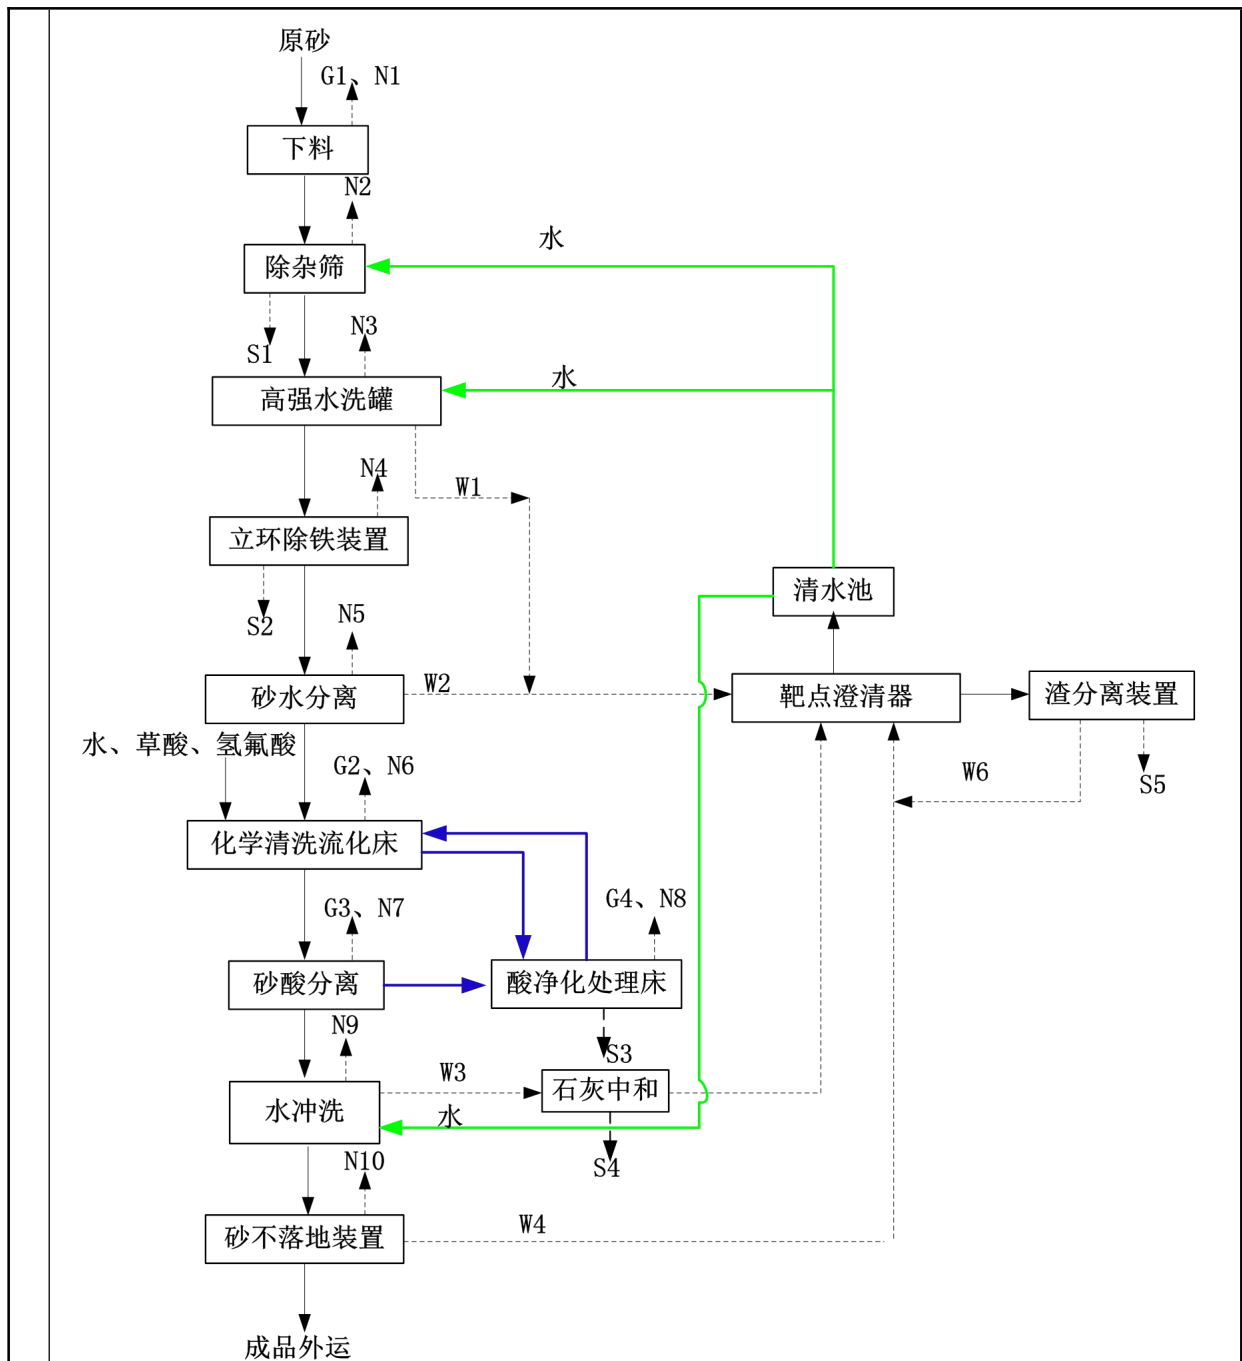 原砂
G1、N1
下料
N2
水
除杂筛
N3
S1
水
高强水洗罐
N4
W1
立环除铁装置
清水池
N5
S2
W2
砂水分离
靶点澄清器
渣分离装置
水、草酸、氢氟酸
G2、N6
W6
S5
化学清洗流化床
G3、N7
G4、N8
砂酸分离
酸净化处理床
N9
S3
W3
石灰中和
水冲洗
水
N10
S4
W4
砂不落地装置
成品外运